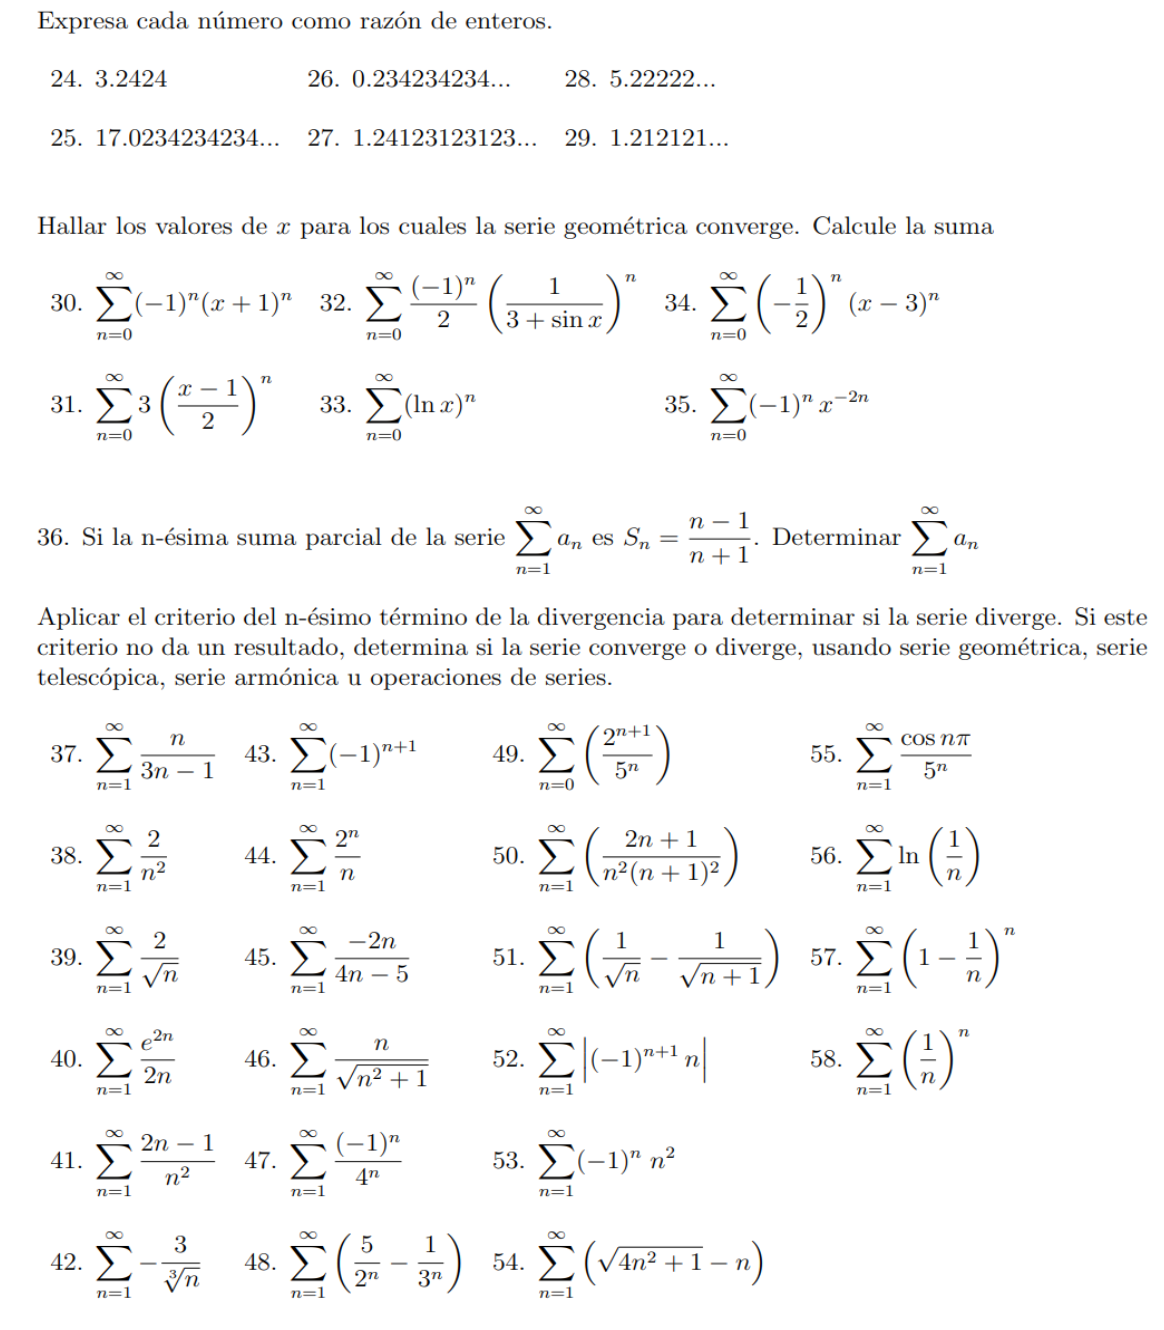 Expresa cada número como razón de enteros.
24. 3.2424 26. 0.234234234... 28. 5.22222...
25. 17.0234234234... 27. 1.24123123123... 29. 1.212121...
Hallar los valores de x para los cuales la serie geométrica converge. Calcule la suma
30. $\sum_{n=0}^{\infty}(-1)^n(x+1)^n$ 32. $\sum_{n=0}^{\infty}\frac{(-1)^n}{2}\left(\frac{1}{3+\sin x}\right)^n$ 34. $\sum_{n=0}^{\infty}\left(-\frac{1}{2}\right)^n(x-3)^n$
31. $\sum_{n=0}^{\infty}3\left(\frac{x-1}{2}\right)^n$ 33. $\sum_{n=0}^{\infty}(\ln x)^n$ 35. $\sum_{n=0}^{\infty}(-1)^n x^{-2n}$
36. Si la n-ésima suma parcial de la serie $\sum_{n=1}^{\infty}a_n$ es $S_n=\frac{n-1}{n+1}$. Determinar $\sum_{n=1}^{\infty}a_n$
Aplicar el criterio del n-ésimo término de la divergencia para determinar si la serie diverge. Si este
criterio no da un resultado, determina si la serie converge o diverge, usando serie geométrica, serie
telescópica, serie armónica u operaciones de series.
37. $\sum_{n=1}^{\infty}\frac{n}{3n-1}$ 43. $\sum_{n=1}^{\infty}(-1)^{n+1}$ 49. $\sum_{n=0}^{\infty}\left(\frac{2^{n+1}}{5^n}\right)$ 55. $\sum_{n=1}^{\infty}\frac{\cos n\pi}{5^n}$
38. $\sum_{n=1}^{\infty}\frac{2}{n^2}$ 44. $\sum_{n=1}^{\infty}\frac{2^n}{n}$ 50. $\sum_{n=1}^{\infty}\left(\frac{2n+1}{n^2(n+1)^2}\right)$ 56. $\sum_{n=1}^{\infty}\ln\left(\frac{1}{n}\right)$
39. $\sum_{n=1}^{\infty}\frac{2}{\sqrt{n}}$ 45. $\sum_{n=1}^{\infty}\frac{-2n}{4n-5}$ 51. $\sum_{n=1}^{\infty}\left(\frac{1}{\sqrt{n}}-\frac{1}{\sqrt{n+1}}\right)$ 57. $\sum_{n=1}^{\infty}\left(1-\frac{1}{n}\right)^n$
40. $\sum_{n=1}^{\infty}\frac{e^{2n}}{2n}$ 46. $\sum_{n=1}^{\infty}\frac{n}{\sqrt{n^2+1}}$ 52. $\sum_{n=1}^{\infty}\left|(-1)^{n+1}n\right|$ 58. $\sum_{n=1}^{\infty}\left(\frac{1}{n}\right)^n$
41. $\sum_{n=1}^{\infty}\frac{2n-1}{n^2}$ 47. $\sum_{n=1}^{\infty}\frac{(-1)^n}{4^n}$ 53. $\sum_{n=1}^{\infty}(-1)^n n^2$
42. $\sum_{n=1}^{\infty}-\frac{3}{\sqrt[3]{n}}$ 48. $\sum_{n=1}^{\infty}\left(\frac{5}{2^n}-\frac{1}{3^n}\right)$ 54. $\sum_{n=1}^{\infty}\left(\sqrt{4n^2+1}-n\right)$